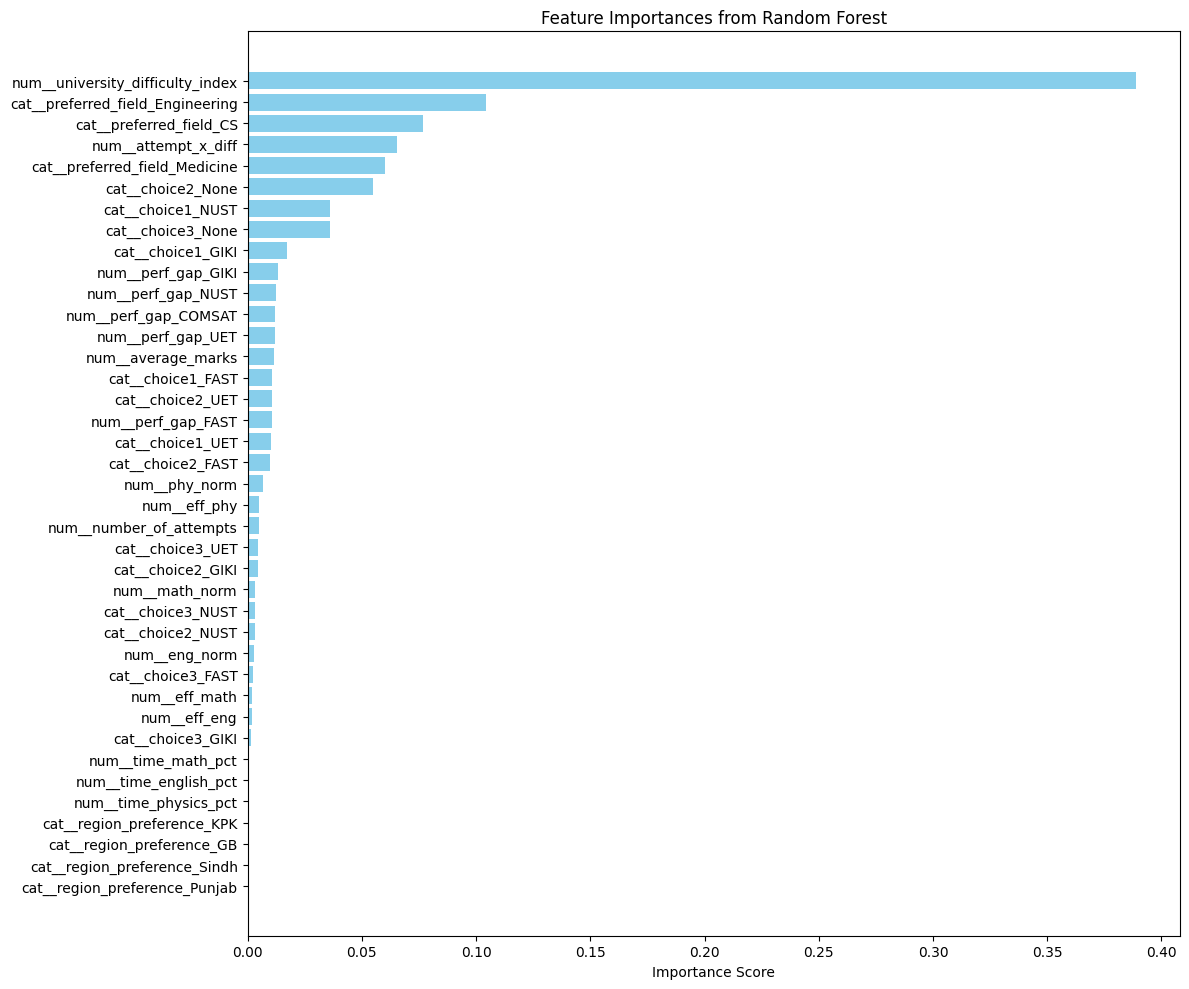 Feature Importances from Random Forest
num__university_difficulty_index
cat__preferred_field_Engineering
cat__preferred_field_CS
num__attempt_x_diff
cat__preferred_field_Medicine
cat__choice2_None
cat__choice1_NUST
cat__choice3_None
cat__choice1_GIKI
num__perf_gap_GIKI
num__perf_gap_NUST
num__perf_gap_COMSAT
num__perf_gap_UET
num__average_marks
cat__choice1_FAST
cat__choice2_UET
num__perf_gap_FAST
cat__choice1_UET
cat__choice2_FAST
num__phy_norm
num__eff_phy
num__number_of_attempts
cat__choice3_UET
cat__choice2_GIKI
num__math_norm
cat__choice3_NUST
cat__choice2_NUST
num__eng_norm
cat__choice3_FAST
num__eff_math
num__eff_eng
cat__choice3_GIKI
num__time_math_pct
num__time_english_pct
num__time_physics_pct
cat__region_preference_KPK
cat__region_preference_GB
cat__region_preference_Sindh
cat__region_preference_Punjab
0.00 0.05 0.10 0.15 0.20 0.25 0.30 0.35 0.40
Importance Score